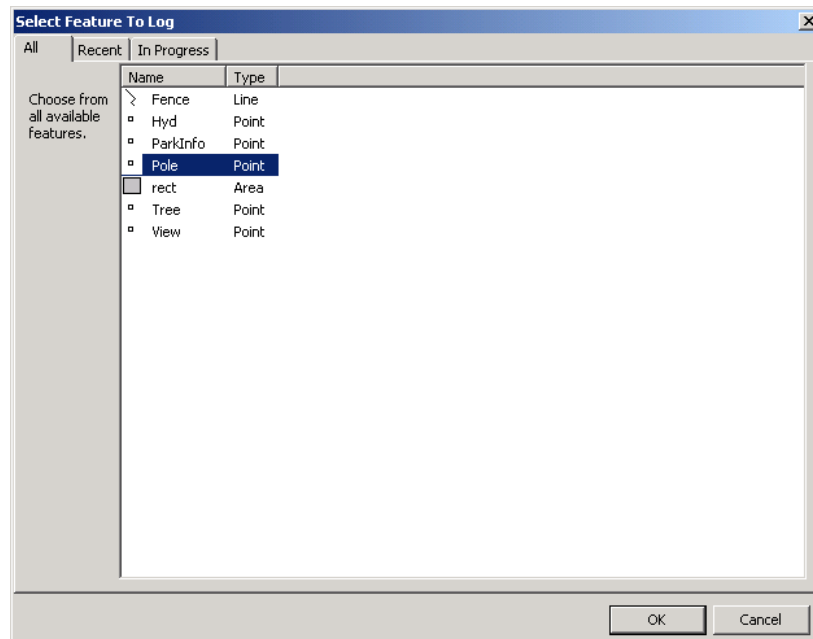 Select Feature To Log
All Recent In Progress
Choose from
all available
features.
Name Type
Fence Line
Hyd Point
ParkInfo Point
Pole Point
rect Area
Tree Point
View Point
OK Cancel